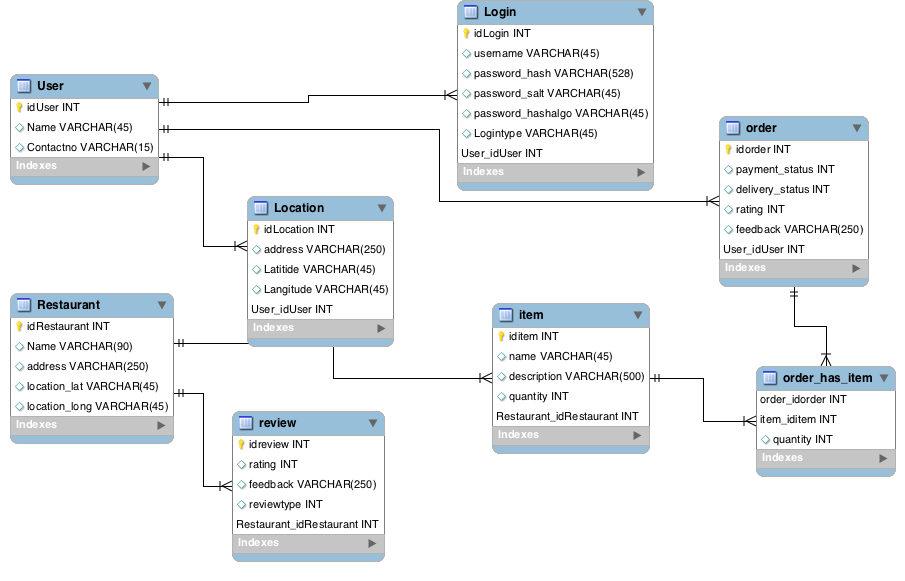 Login
idLogin INT
username VARCHAR(45)
password_hash VARCHAR(528)
password_salt VARCHAR(45)
password_hashalgo VARCHAR(45)
Logintype VARCHAR(45)
User_idUser INT
Indexes
User
idUser INT
Name VARCHAR(45)
Contactno VARCHAR(15)
Indexes
order
idorder INT
payment_status INT
delivery_status INT
rating INT
feedback VARCHAR(250)
User_idUser INT
Indexes
Location
idLocation INT
address VARCHAR(250)
Latitide VARCHAR(45)
Langitude VARCHAR(45)
User_idUser INT
Indexes
Restaurant
idRestaurant INT
Name VARCHAR(90)
address VARCHAR(250)
location_lat VARCHAR(45)
location_long VARCHAR(45)
Indexes
item
iditem INT
name VARCHAR(45)
description VARCHAR(500)
quantity INT
Restaurant_idRestaurant INT
Indexes
order_has_item
order_idorder INT
item_iditem INT
quantity INT
Indexes
review
idreview INT
rating INT
feedback VARCHAR(250)
reviewtype INT
Restaurant_idRestaurant INT
Indexes